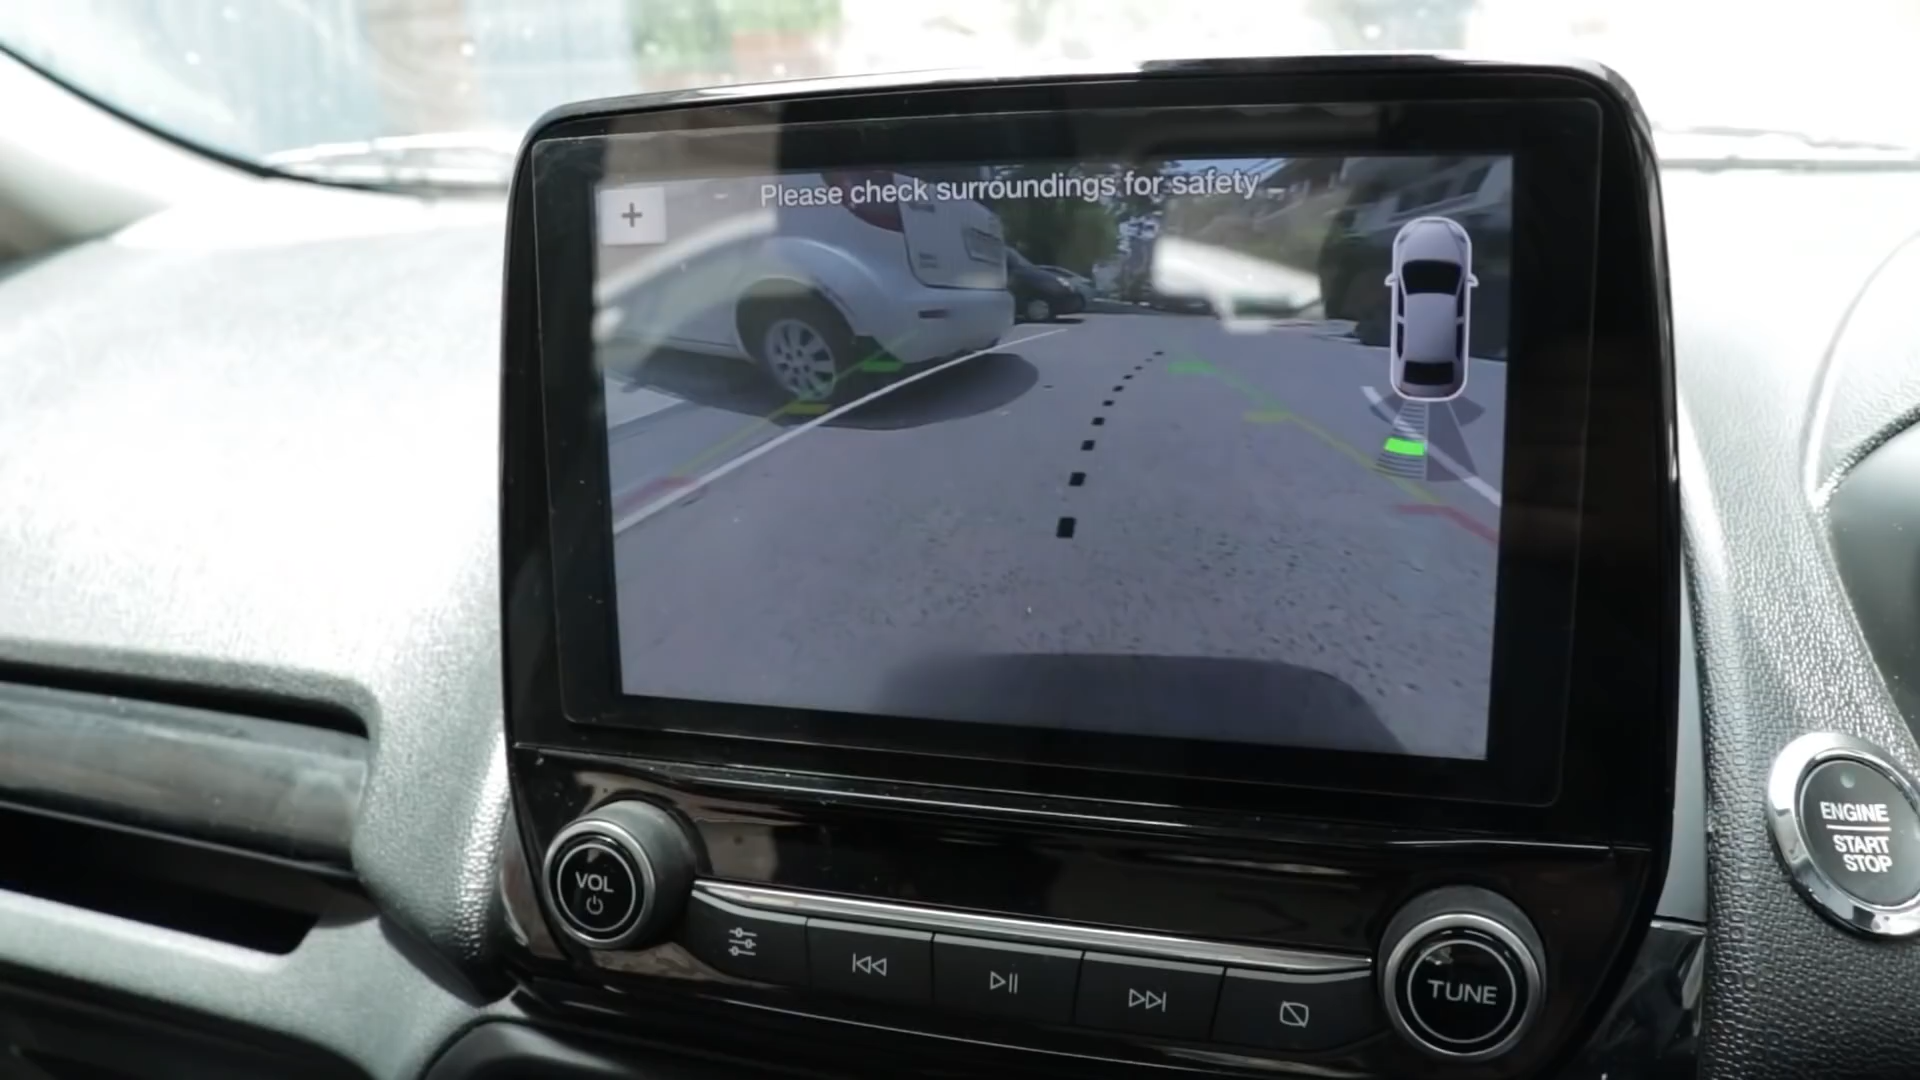 Please check surroundings for safety
+
VOL
ENGINE
START
STOP
TUNE